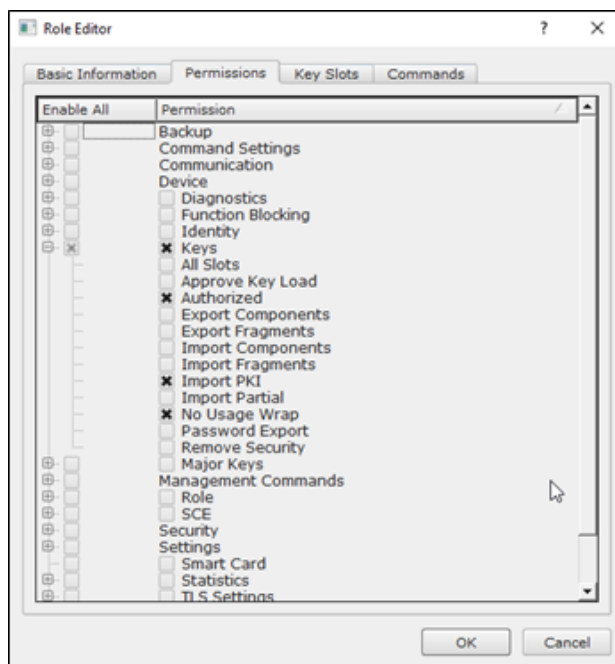 Role Editor
Basic Information Permissions Key Slots Commands
Enable All Permission
Backup
Command Settings
Communication
Device
Diagnostics
Function Blocking
Identity
Keys
All Slots
Approve Key Load
Authorized
Export Components
Export Fragments
Import Components
Import Fragments
Import PKI
Import Partial
No Usage Wrap
Password Export
Remove Security
Major Keys
Management Commands
Role
SCE
Security
Settings
Smart Card
Statistics
TLS Settings
OK Cancel